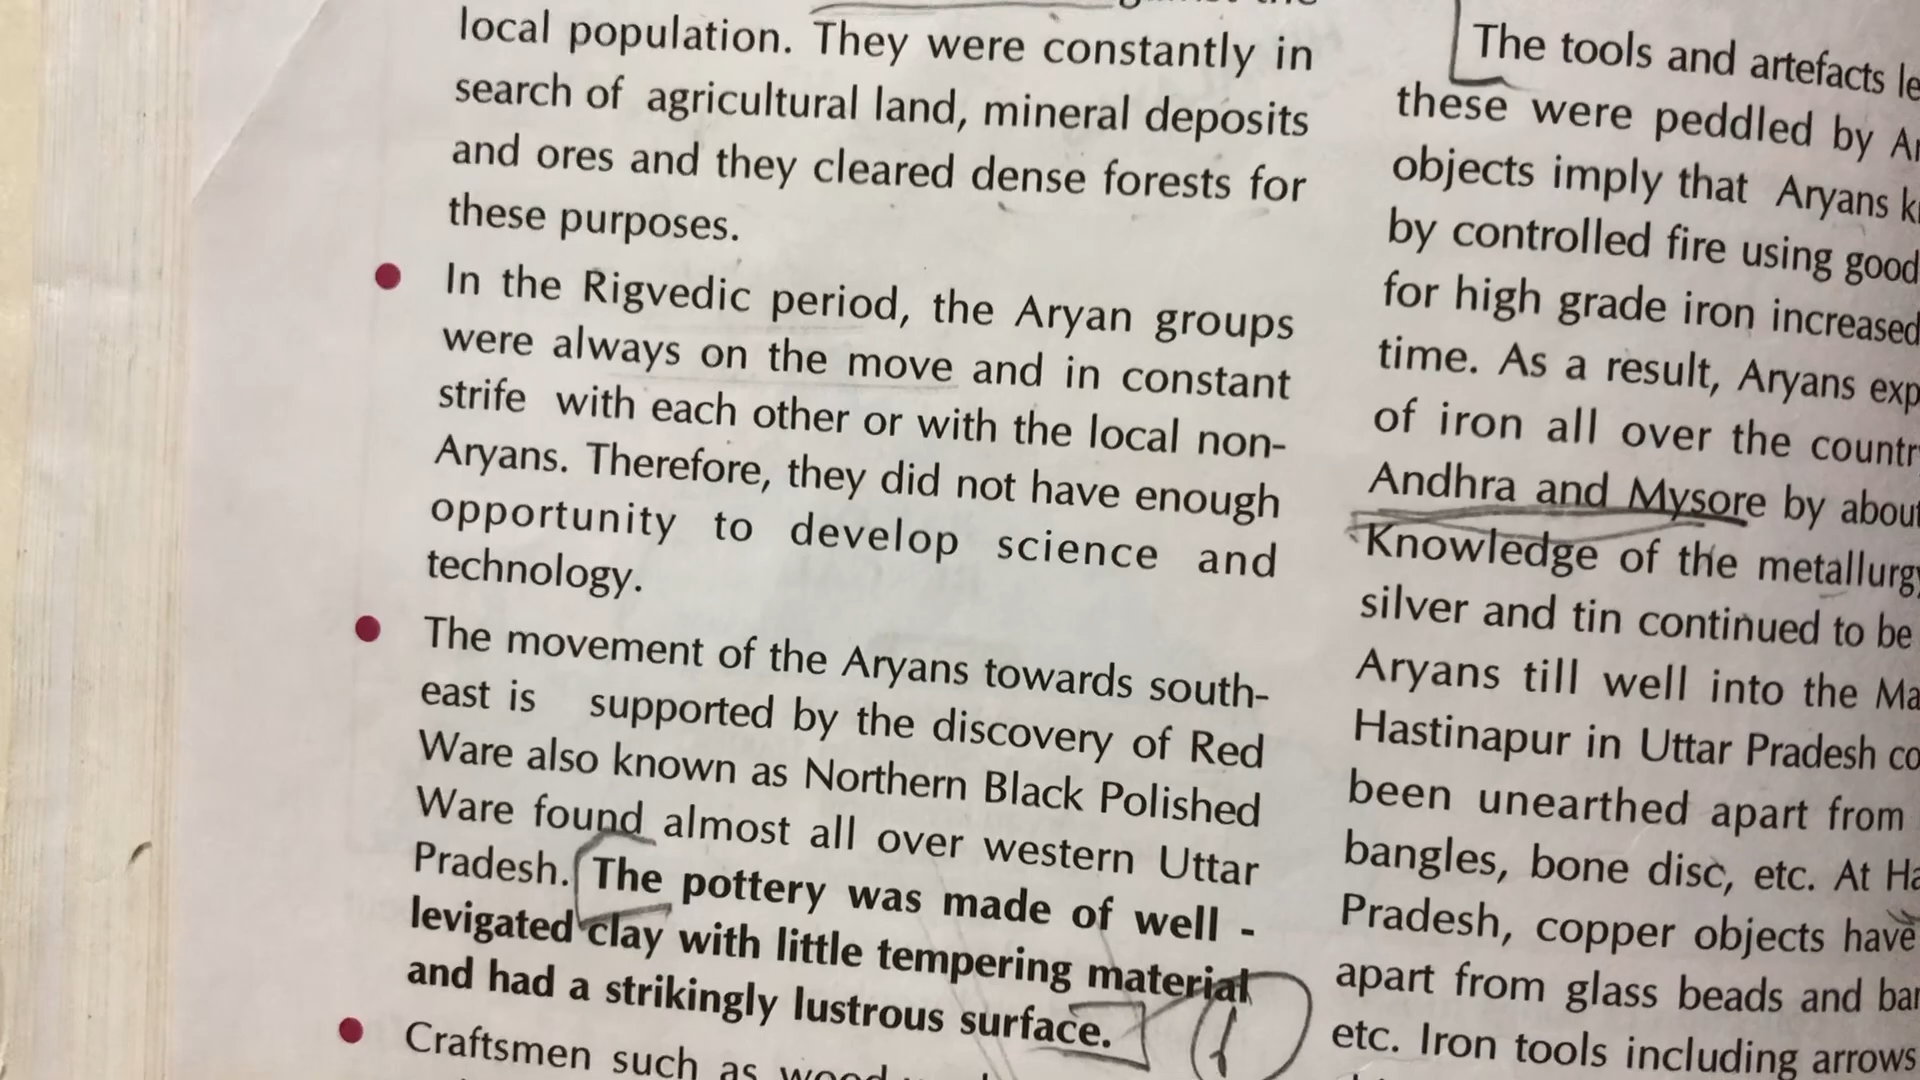 local population. They were constantly in
search of agricultural land, mineral deposits
and ores and they cleared dense forests for
these purposes.
● In the Rigvedic period, the Aryan groups
were always on the move and in constant
strife with each other or with the local non-
Aryans. Therefore, they did not have enough
opportunity to develop science and
technology.
● The movement of the Aryans towards south-
east is supported by the discovery of Red
Ware also known as Northern Black Polished
Ware found almost all over western Uttar
Pradesh. The pottery was made of well -
levigated clay with little tempering material
and had a strikingly lustrous surface.
● Craftsmen such as
The tools and artefacts
these were peddled by
objects imply that Aryans
by controlled fire using good
for high grade iron increased
time. As a result, Aryans
of iron all over the
Andhra and Mysore by
Knowledge of the
silver and tin continued to be
Aryans till well into the
Hastinapur in Uttar Pradesh
been unearthed apart from
bangles, bone disc, etc. At
Pradesh, copper objects have
apart from glass beads and
etc. Iron tools including arrows